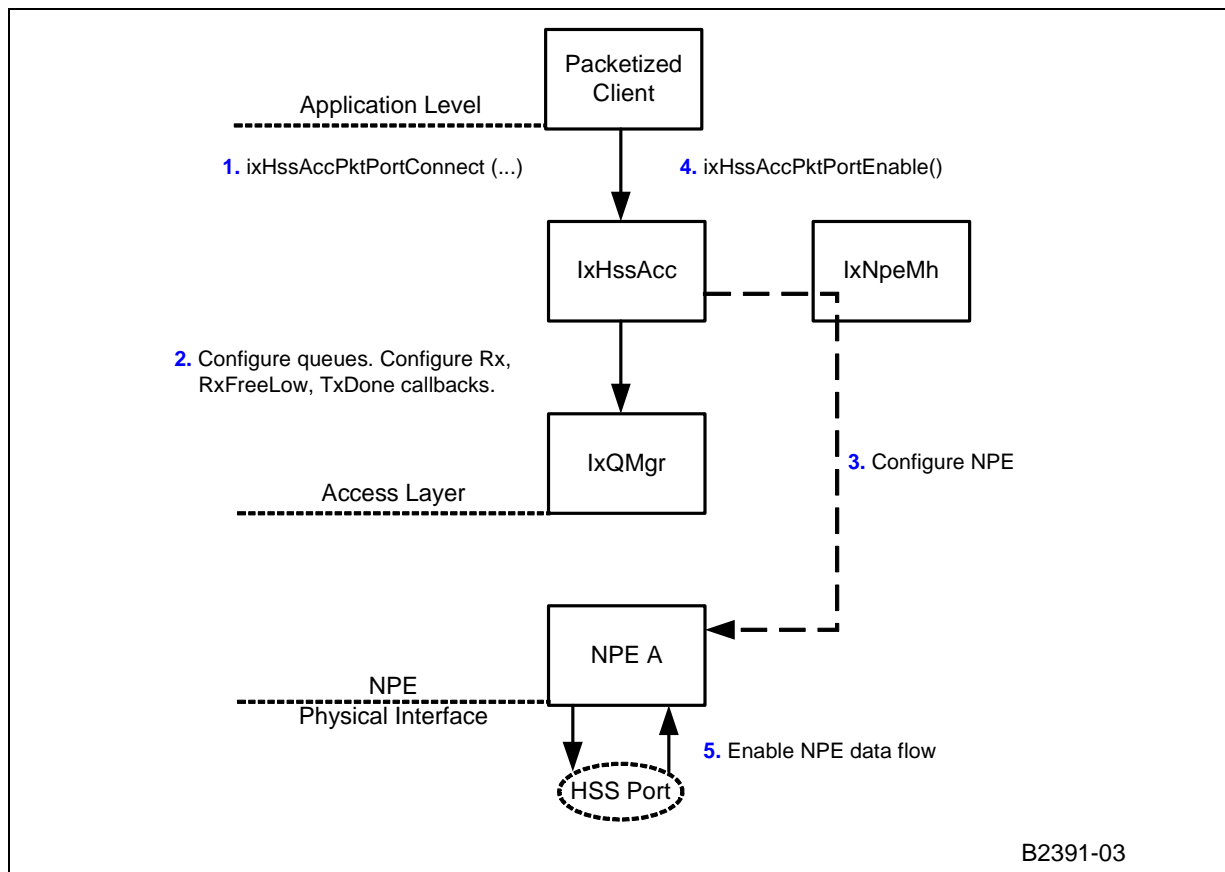 Packetized
Client
Application Level
1. ixHssAccPktPortConnect (...)
4. ixHssAccPktPortEnable()
IxHssAcc
IxNpeMh
2. Configure queues. Configure Rx,
RxFreeLow, TxDone callbacks.
IxQMgr
3. Configure NPE
Access Layer
NPE A
NPE
Physical Interface
5. Enable NPE data flow
HSS Port
B2391-03